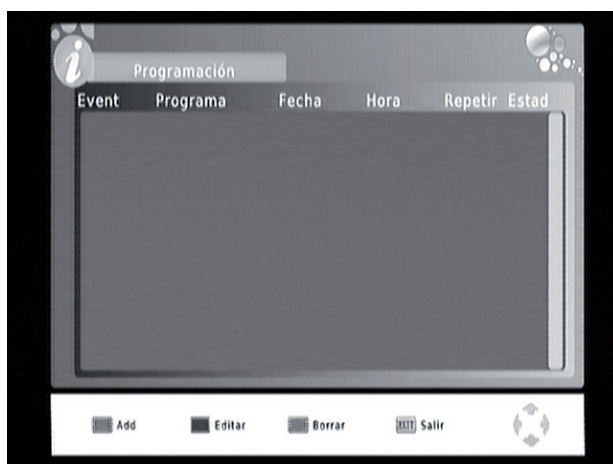 i
Programación
Event Programa Fecha Hora Repetir Estad
Add Editar Borrar EXIT Salir